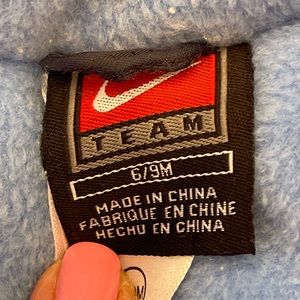 TEAM
6/9M
MADE IN CHINA
FABRIQUE EN CHINE
HECHO EN CHINA